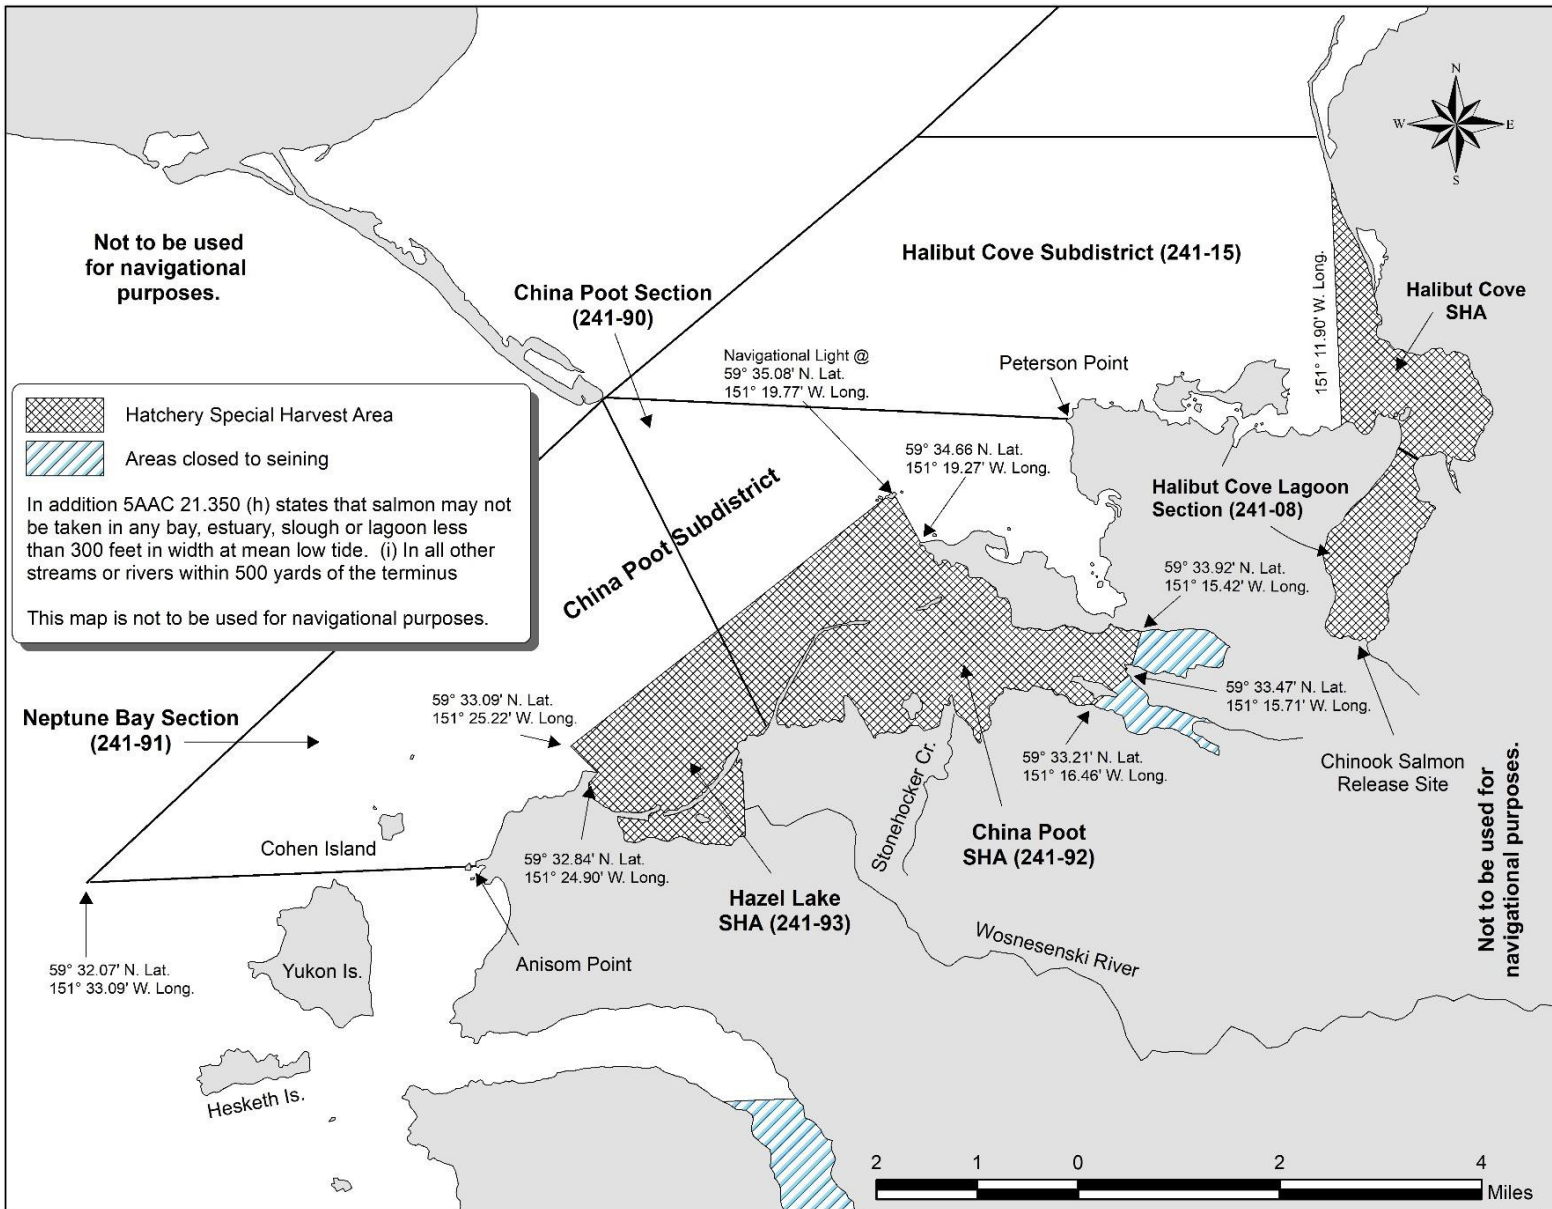 N
W
E
S
Not to be used
for navigational
purposes.
Halibut Cove Subdistrict (241-15)
China Poot Section
(241-90)
Halibut Cove
SHA
151° 11.90' W. Long.
Navigational Light @
59° 35.08' N. Lat.
151° 19.77' W. Long.
Peterson Point
Hatchery Special Harvest Area
Areas closed to seining
In addition 5AAC 21.350 (h) states that salmon may not
be taken in any bay, estuary, slough or lagoon less
than 300 feet in width at mean low tide. (i) In all other
streams or rivers within 500 yards of the terminus
This map is not to be used for navigational purposes.
59° 34.66 N. Lat.
151° 19.27' W. Long.
Halibut Cove Lagoon
Section (241-08)
China Poot Subdistrict
59° 33.92' N. Lat.
151° 15.42' W. Long.
59° 33.09' N. Lat.
151° 25.22' W. Long.
59° 33.47' N. Lat.
151° 15.71' W. Long.
Neptune Bay Section
(241-91)
59° 33.21' N. Lat.
151° 16.46' W. Long.
Chinook Salmon
Release Site
Not to be used for
navigational purposes.
Stonehocker Cr.
China Poot
SHA (241-92)
Cohen Island
59° 32.84' N. Lat.
151° 24.90' W. Long.
Hazel Lake
SHA (241-93)
Wosnesenski River
59° 32.07' N. Lat.
151° 33.09' W. Long.
Yukon Is.
Anisom Point
Hesketh Is.
2 1 0 2 4
Miles